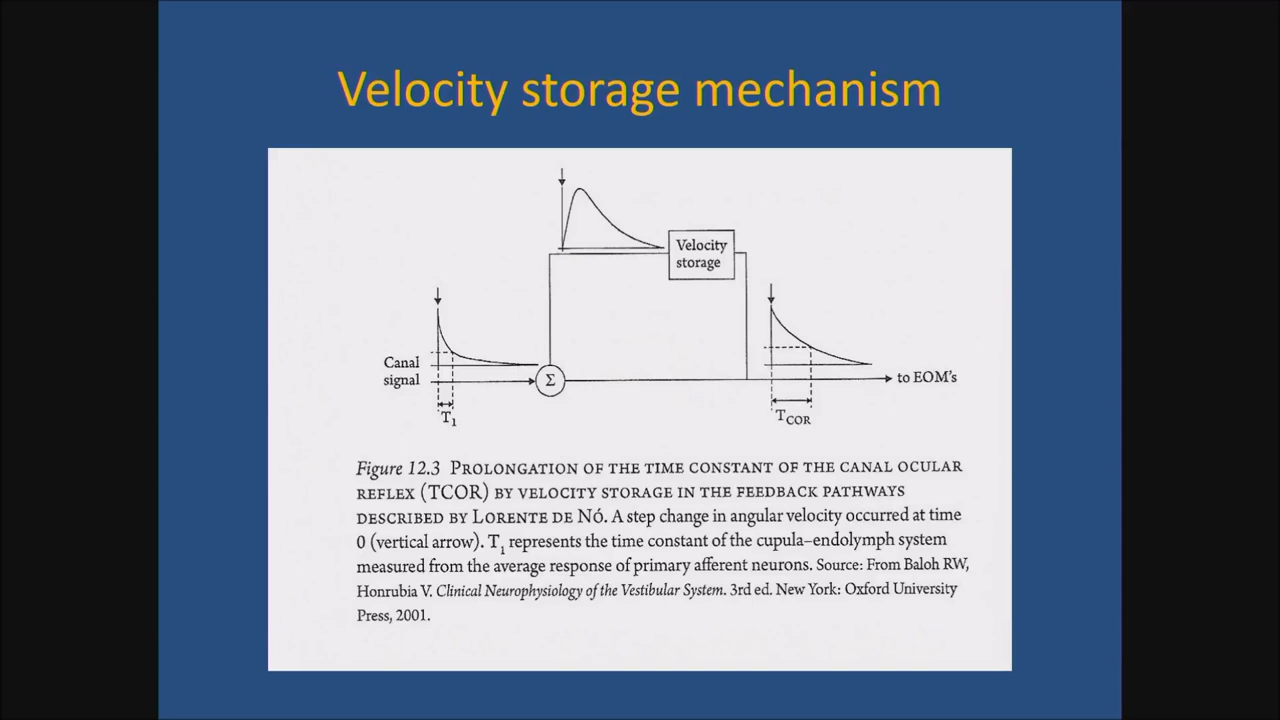 Velocity storage mechanism
Velocity
storage
Canal
signal
Σ
to EOM's
T1
TCOR
Figure 12.3 PROLONGATION OF THE TIME CONSTANT OF THE CANAL OCULAR
REFLEX (TCOR) BY VELOCITY STORAGE IN THE FEEDBACK PATHWAYS
DESCRIBED BY LORENTE DE NÓ. A step change in angular velocity occurred at time
0 (vertical arrow). T1 represents the time constant of the cupula–endolymph system
measured from the average response of primary afferent neurons. Source: From Baloh RW,
Honrubia V. Clinical Neurophysiology of the Vestibular System. 3rd ed. New York: Oxford University
Press, 2001.